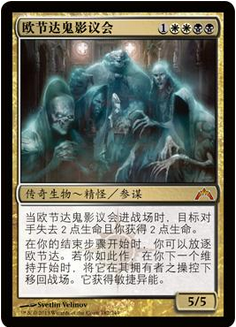 欧节达鬼影议会 1
传奇生物～精怪／参谋
当欧节达鬼影议会进战场时，目标对
手失去 2 点生命且你获得 2 点生命。
在你的结束步骤开始时，你可以放逐
欧节达。若你如此作，在你下一个维
持开始时，将它在其拥有者之操控下
移回战场。它获得敏捷异能。
Svetlin Velinov
5/5